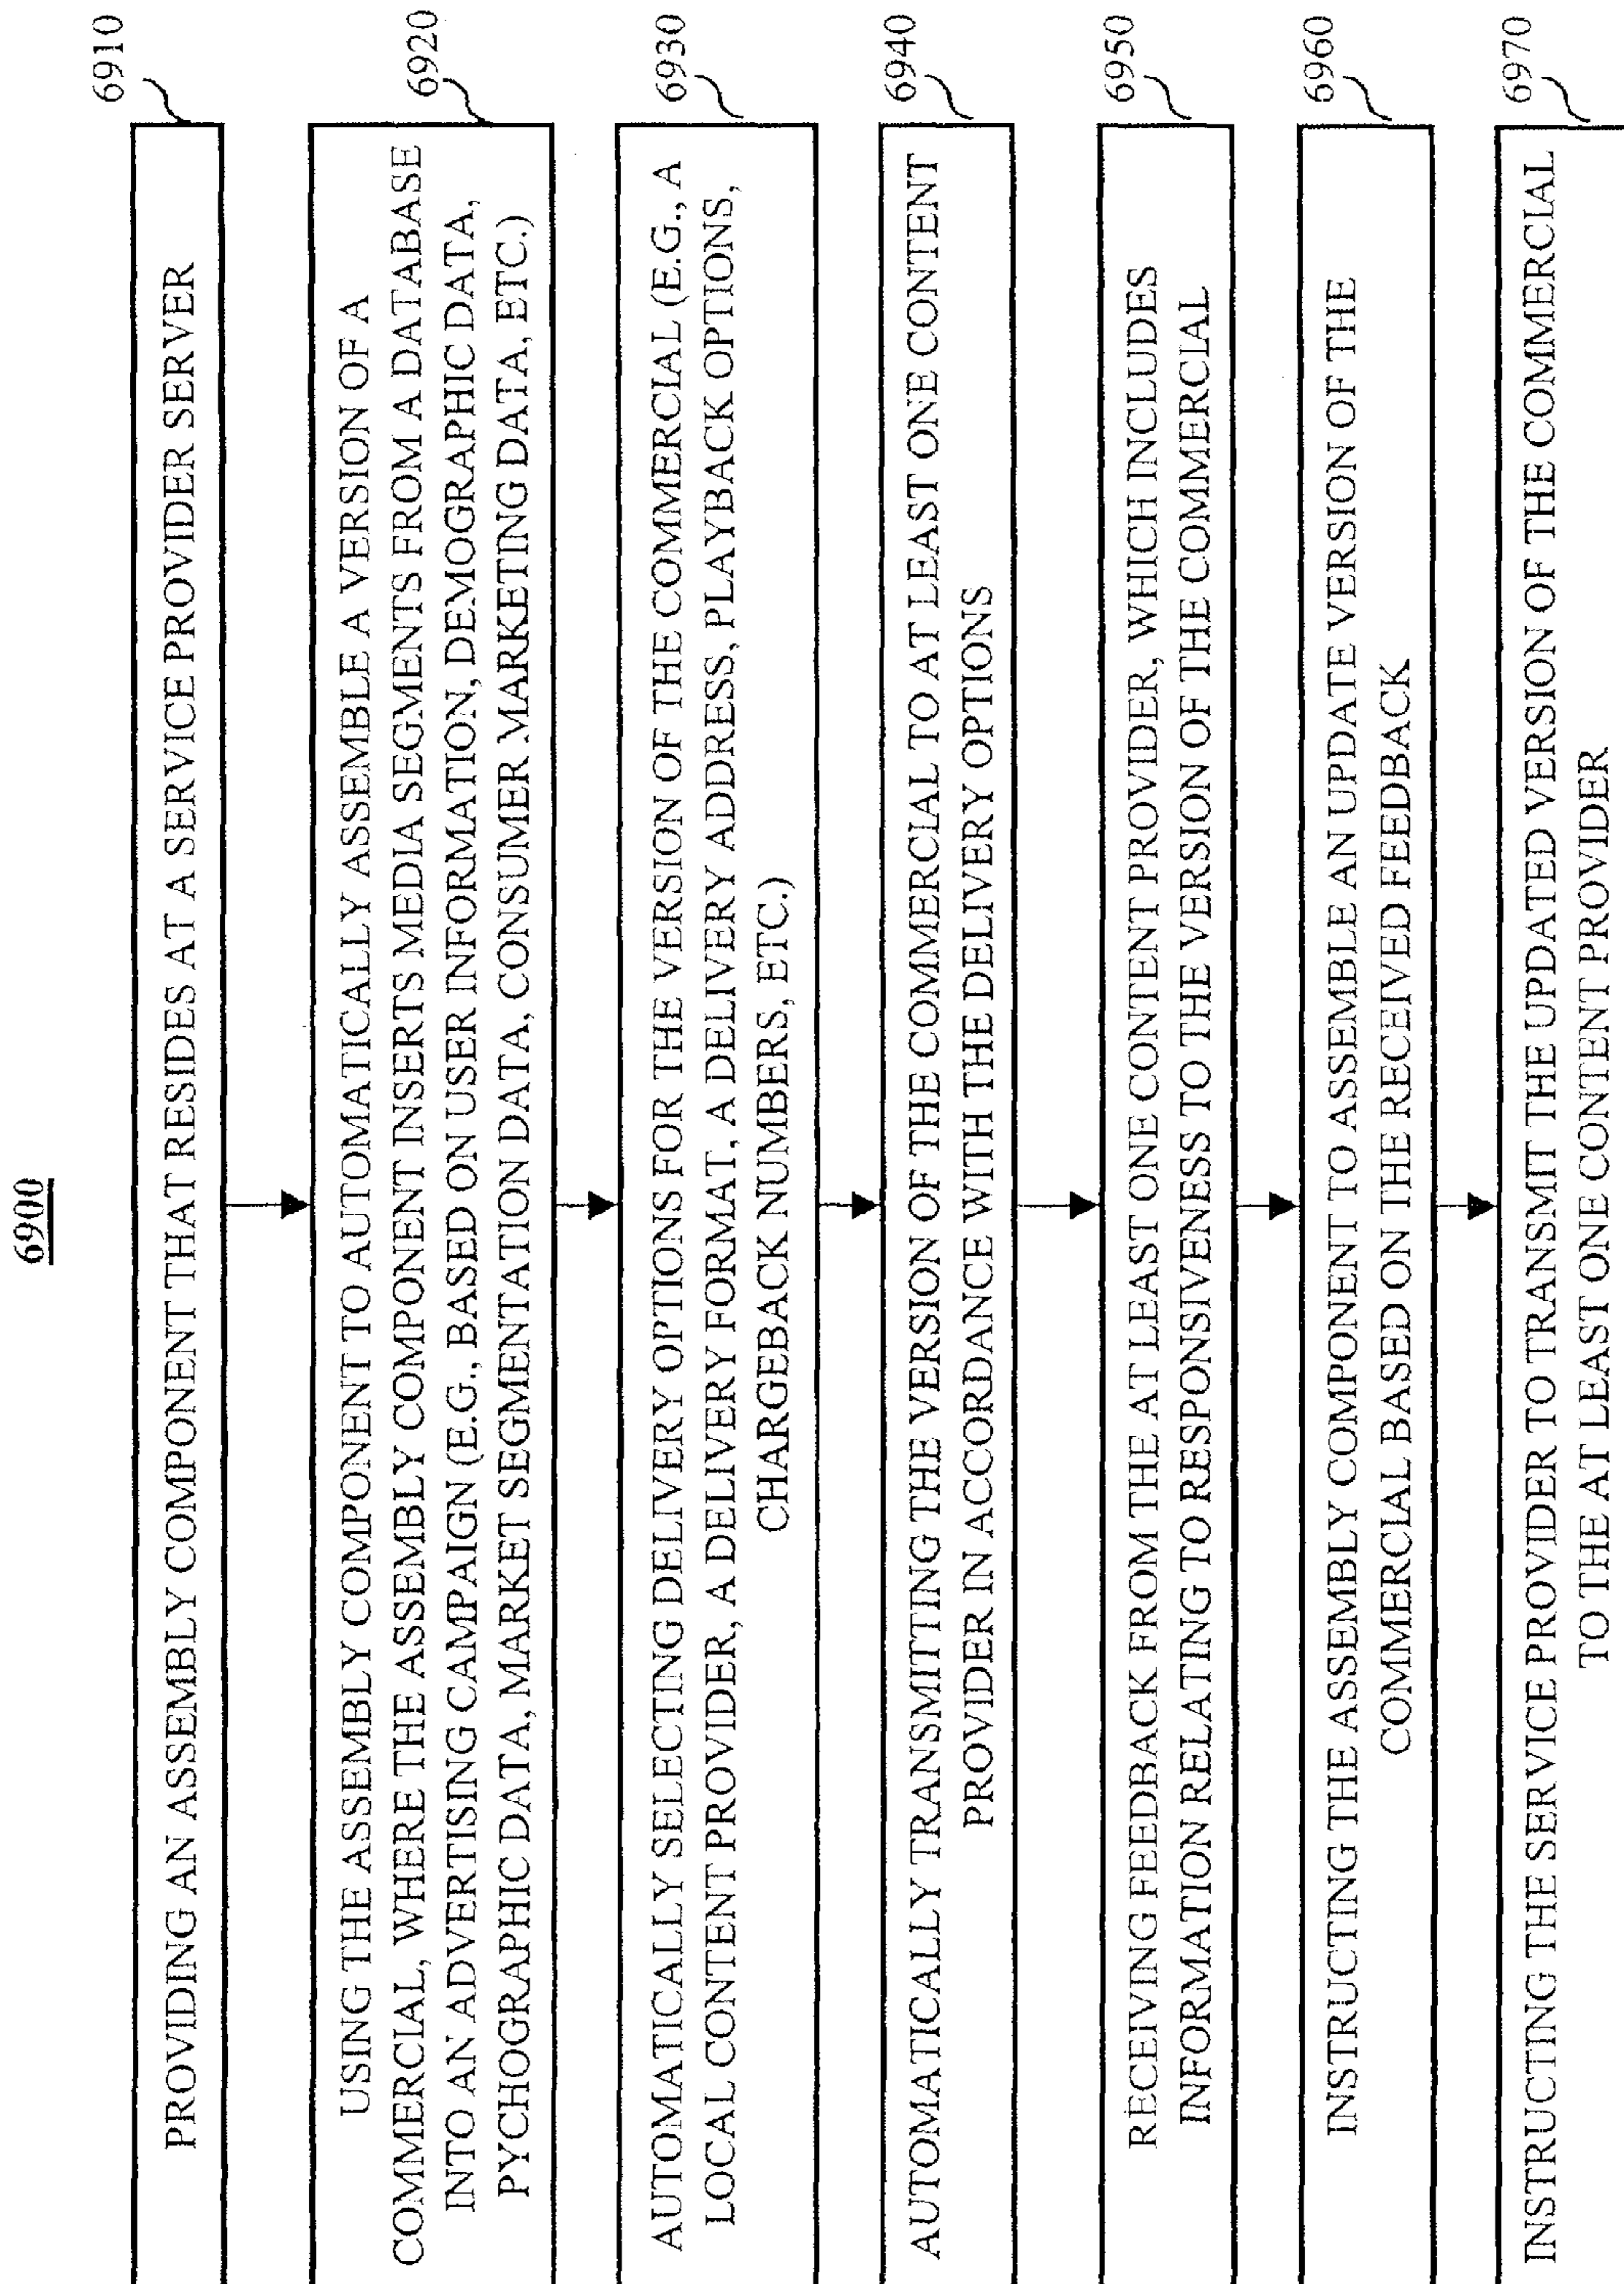 6900
6910
PROVIDING AN ASSEMBLY COMPONENT THAT RESIDES AT A SERVICE PROVIDER SERVER
6920
USING THE ASSEMBLY COMPONENT TO AUTOMATICALLY ASSEMBLE A VERSION OF A
COMMERCIAL, WHERE THE ASSEMBLY COMPONENT INSERTS MEDIA SEGMENTS FROM A DATABASE
INTO AN ADVERTISING CAMPAIGN (E.G., BASED ON USER INFORMATION, DEMOGRAPHIC DATA,
PYCHOGRAPHIC DATA, MARKET SEGMENTATION DATA, CONSUMER MARKETING DATA, ETC.)
6930
AUTOMATICALLY SELECTING DELIVERY OPTIONS FOR THE VERSION OF THE COMMERCIAL (E.G., A
LOCAL CONTENT PROVIDER, A DELIVERY FORMAT, A DELIVERY ADDRESS, PLAYBACK OPTIONS,
CHARGEBACK NUMBERS, ETC.)
6940
AUTOMATICALLY TRANSMITTING THE VERSION OF THE COMMERCIAL TO AT LEAST ONE CONTENT
PROVIDER IN ACCORDANCE WITH THE DELIVERY OPTIONS
6950
RECEIVING FEEDBACK FROM THE AT LEAST ONE CONTENT PROVIDER, WHICH INCLUDES
INFORMATION RELATING TO RESPONSIVENESS TO THE VERSION OF THE COMMERCIAL
6960
INSTRUCTING THE ASSEMBLY COMPONENT TO ASSEMBLE AN UPDATE VERSION OF THE
COMMERCIAL BASED ON THE RECEIVED FEEDBACK
6970
INSTRUCTING THE SERVICE PROVIDER TO TRANSMIT THE UPDATED VERSION OF THE COMMERCIAL
TO THE AT LEAST ONE CONTENT PROVIDER